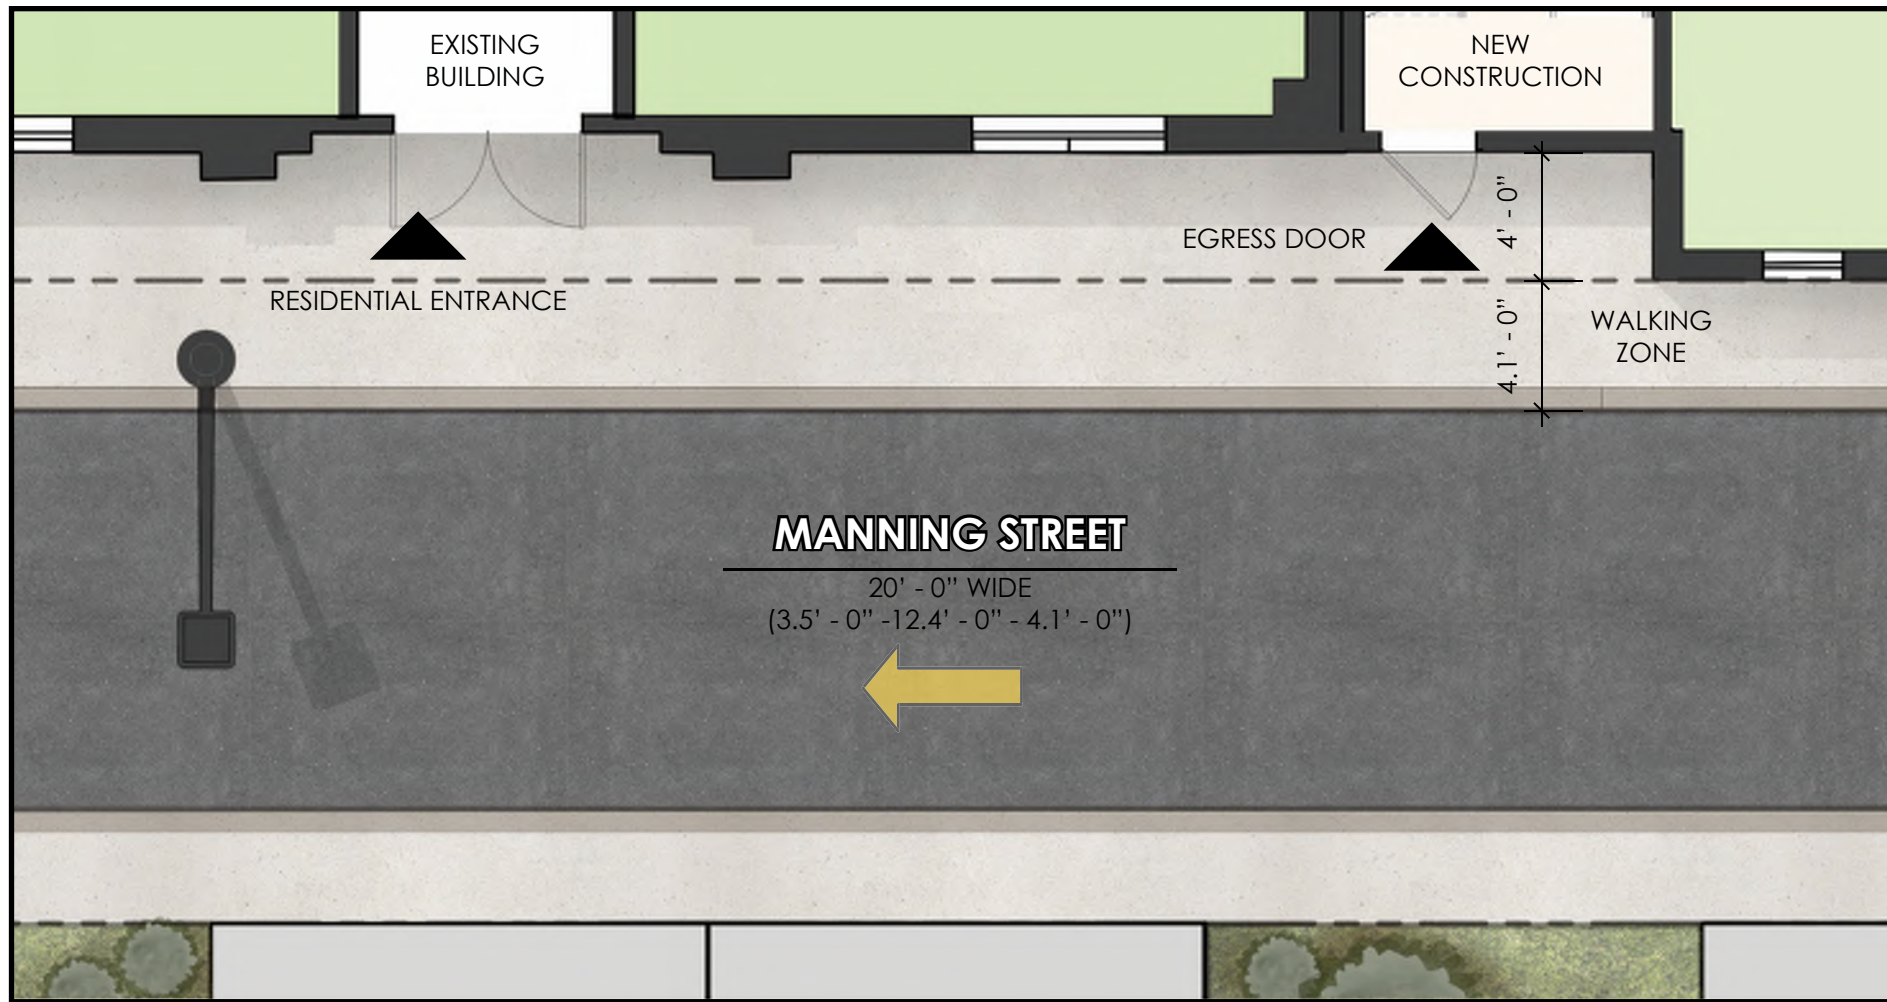 EXISTING
BUILDING
NEW
CONSTRUCTION
4' - 0”
EGRESS DOOR
RESIDENTIAL ENTRANCE
4.1' - 0”
WALKING
ZONE
MANNING STREET
20' - 0” WIDE
(3.5' - 0” -12.4' - 0” - 4.1' - 0”)